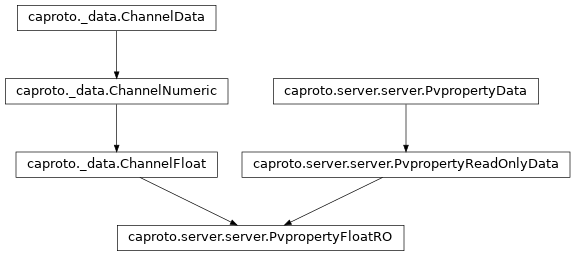 caproto._data.ChannelData
caproto._data.ChannelNumeric
caproto.server.server.PvpropertyData
caproto._data.ChannelFloat
caproto.server.server.PvpropertyReadOnlyData
caproto.server.server.PvpropertyFloatRO